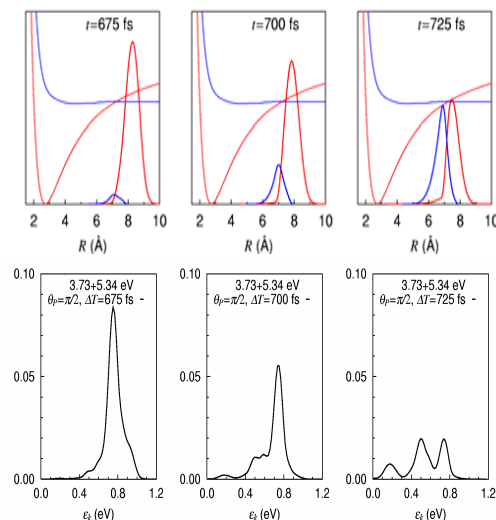 t=675 fs
t=700 fs
t=725 fs
2 4 6 8 10
2 4 6 8 10
2 4 6 8 10
R (Å)
R (Å)
R (Å)
0.10
0.05
0.00
3.73+5.34 eV
θP=π/2, ΔT=675 fs -
0.0 0.4 0.8 1.2
εk (eV)
0.10
0.05
0.00
3.73+5.34 eV
θP=π/2, ΔT=700 fs -
0.0 0.4 0.8 1.2
εk (eV)
0.10
0.05
0.00
3.73+5.34 eV
θP=π/2, ΔT=725 fs -
0.0 0.4 0.8 1.2
εk (eV)